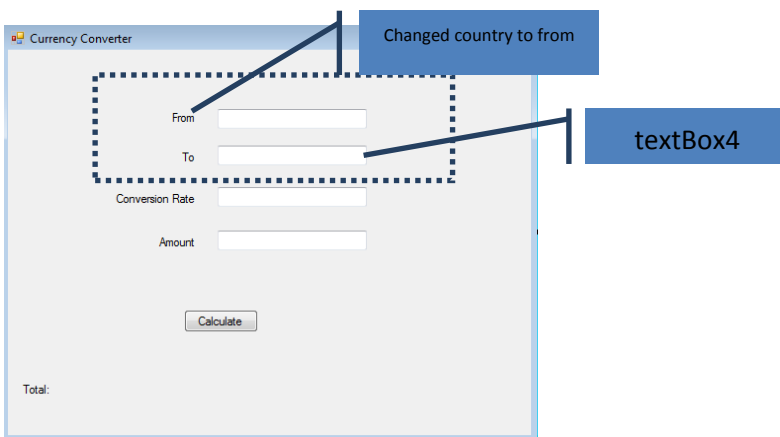 Currency Converter
Changed country to from
From
textBox4
To
Conversion Rate
Amount
Calculate
Total: